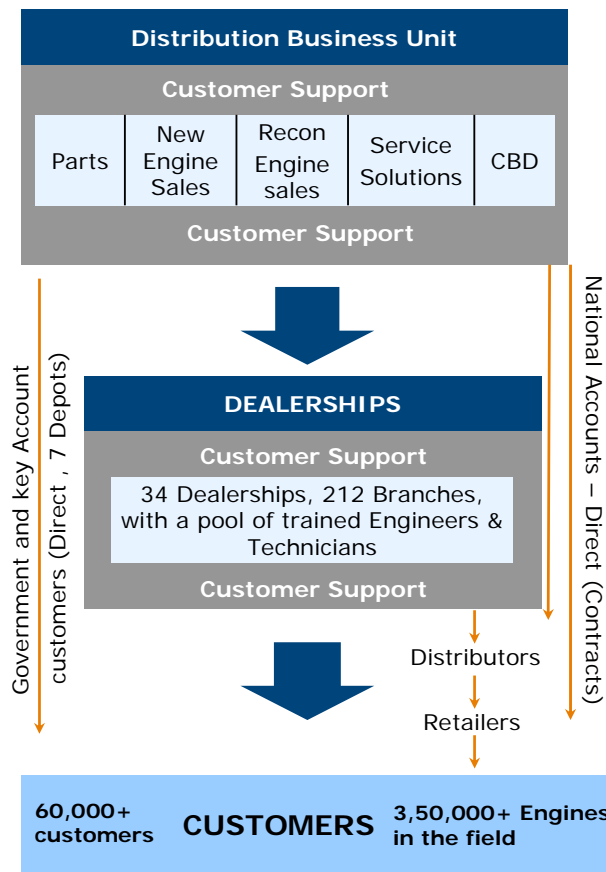 Distribution Business Unit
Customer Support
Parts
New
Engine
Sales
Recon
Engine
sales
Service
Solutions
CBD
Customer Support
Government and key Account
customers (Direct , 7 Depots)
National Accounts – Direct (Contracts)
DEALERSHIPS
Customer Support
34 Dealerships, 212 Branches,
with a pool of trained Engineers &
Technicians
Customer Support
Distributors
Retailers
60,000+
customers
CUSTOMERS
3,50,000+ Engines
in the field